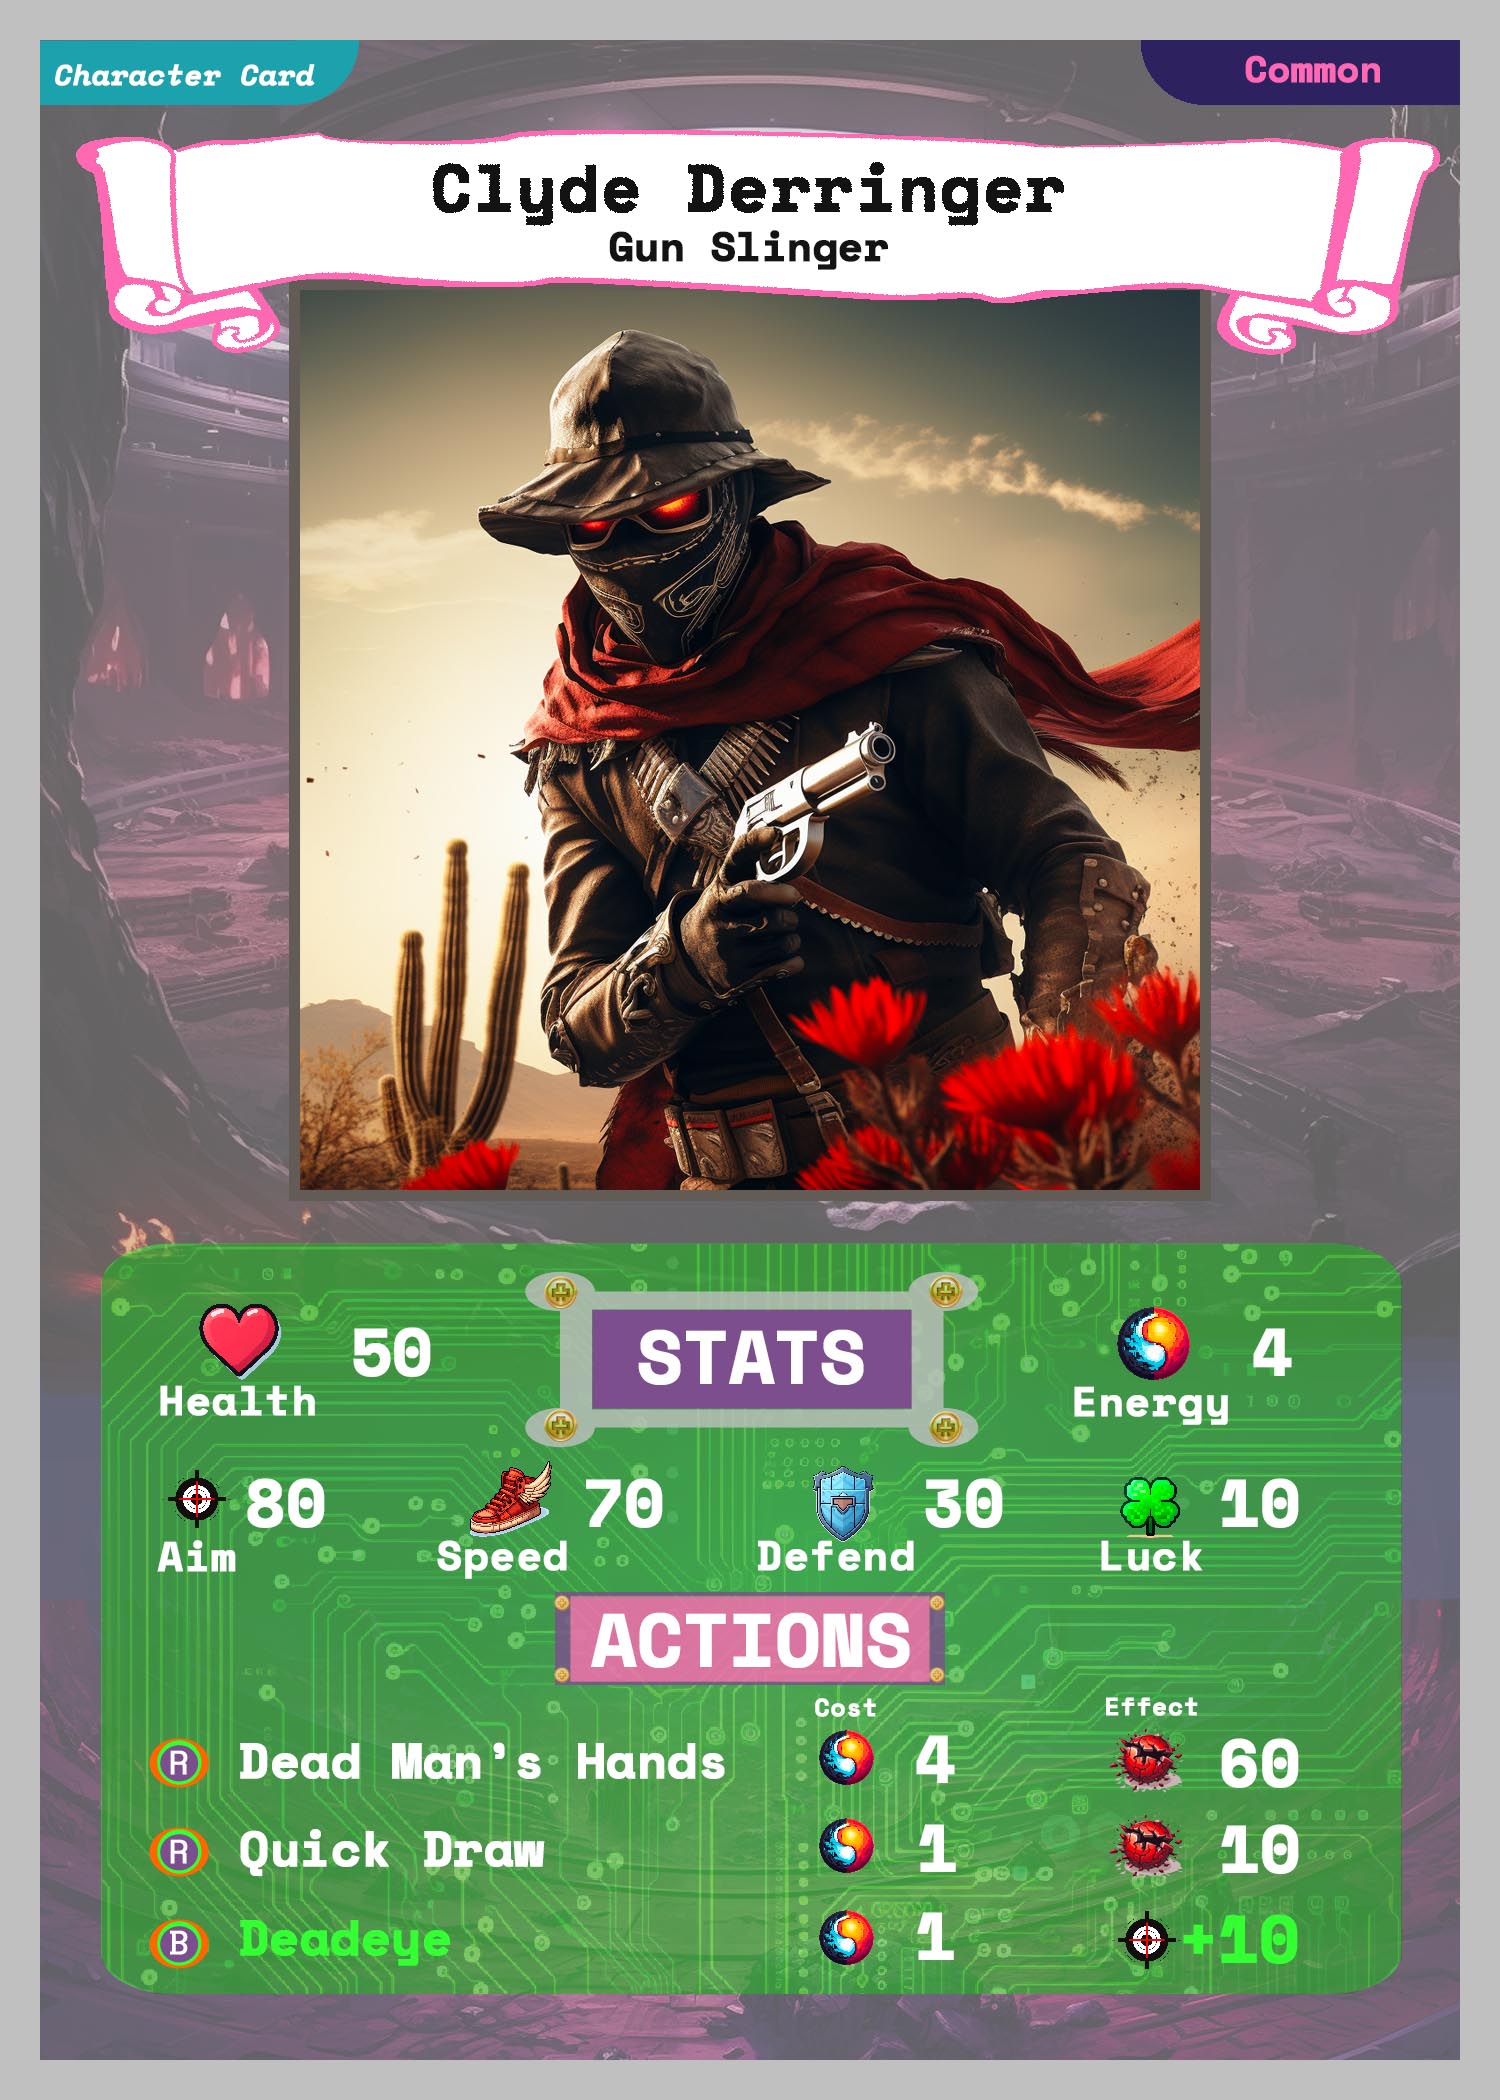 Character Card
Common
Clyde Derringer
Gun Slinger
50
STATS
4
Health
Energy
80
70
30
10
Aim
Speed
Defend
Luck
ACTIONS
Cost
Effect
R Dead Man's Hands 4 60
R Quick Draw 1 10
B Deadeye 1 +10